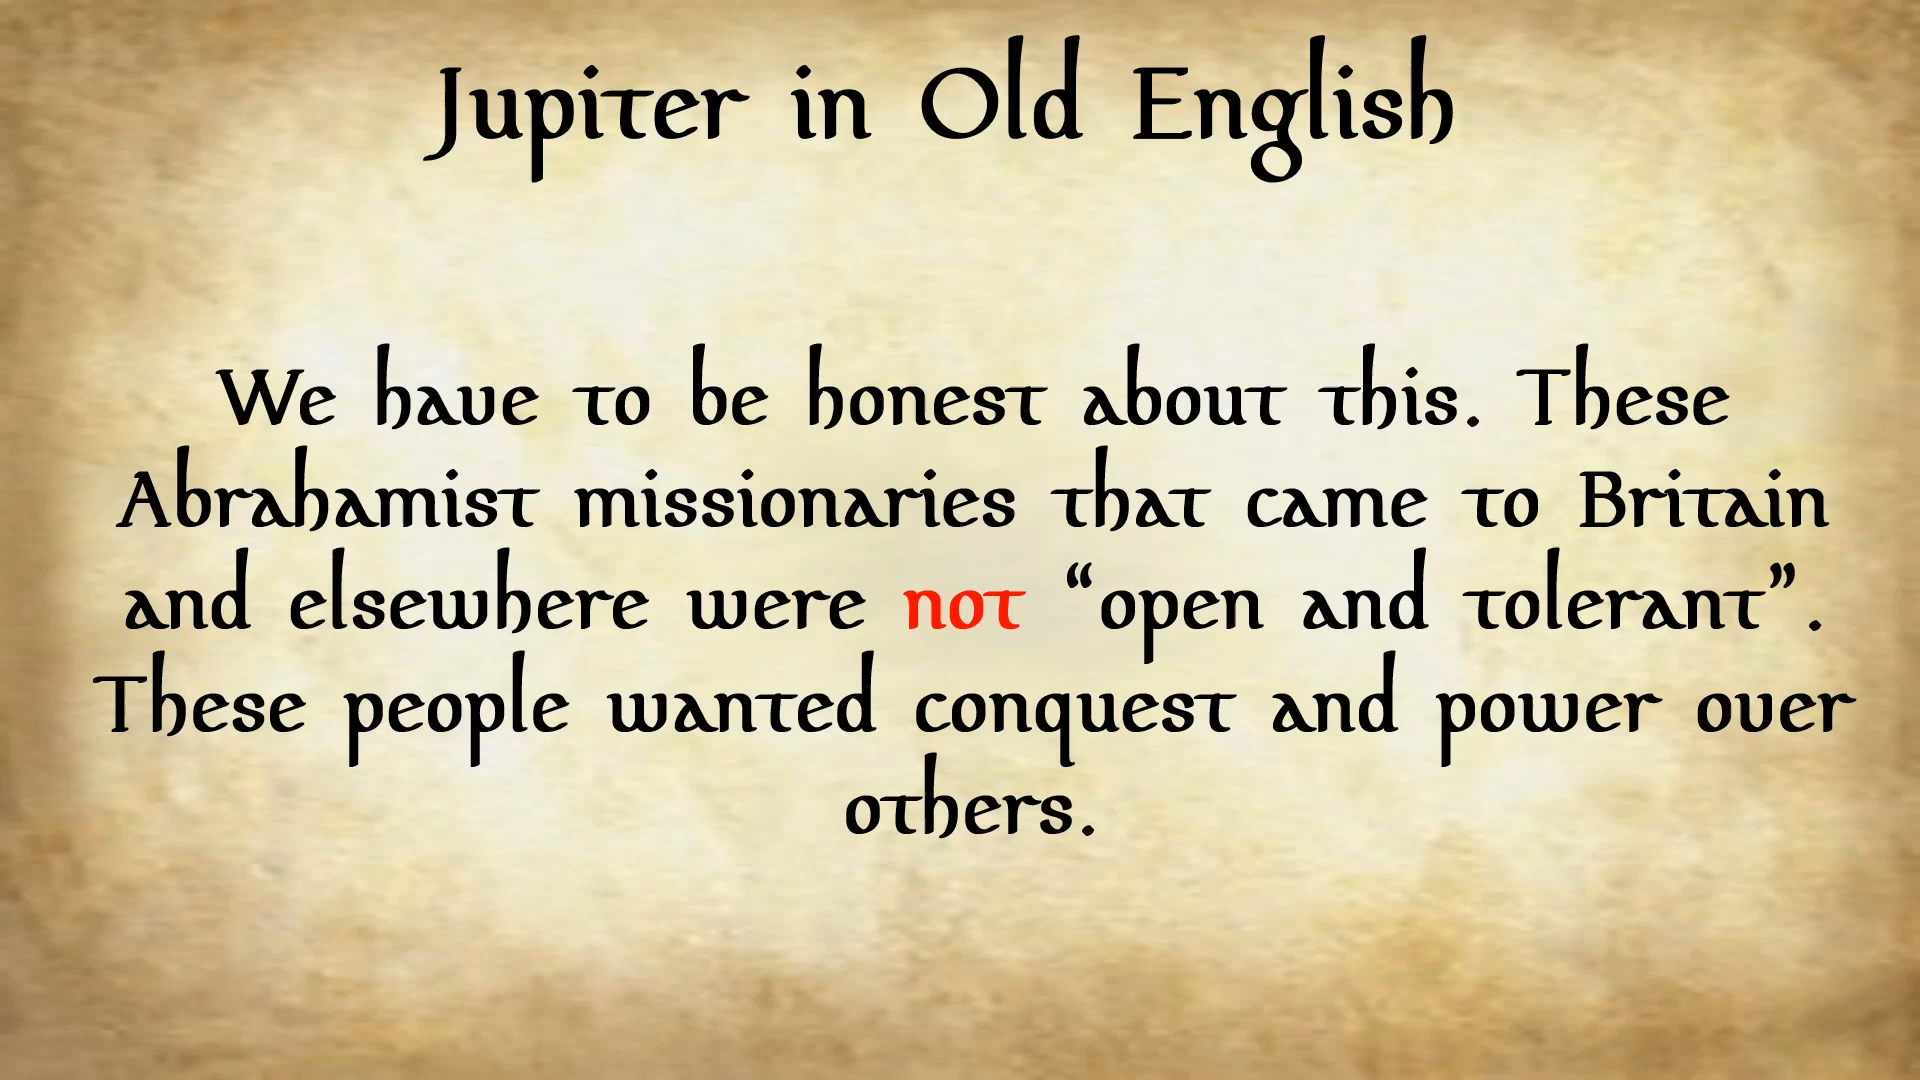 Jupiter in Old English
We have to be honest about this. These
Abrahamist missionaries that came to Britain
and elsewhere were not “open and tolerant”.
These people wanted conquest and power over
others.